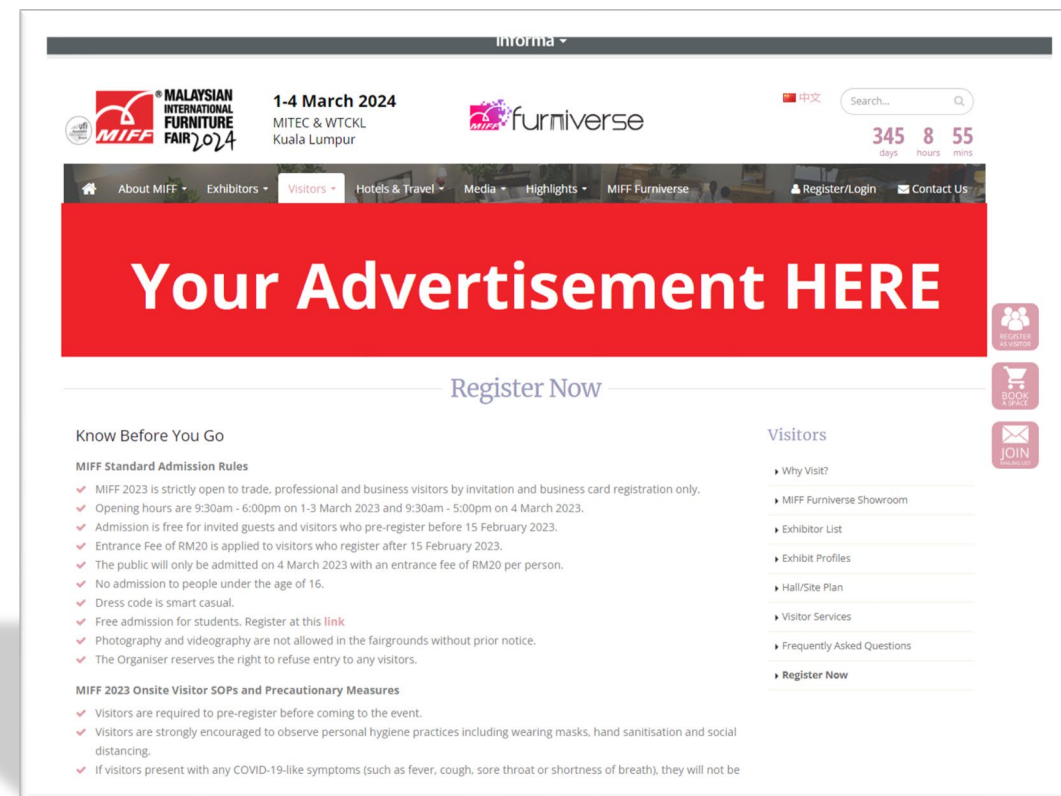 informa
MALAYSIAN
INTERNATIONAL
FURNITURE
FAIR 2024
MIFF
ufi
1-4 March 2024
MITEC & WTCKL
Kuala Lumpur
MIFF furniverse
中文
Search...
345 8 55
days hours mins
About MIFF Exhibitors Visitors Hotels & Travel Media Highlights MIFF Furniverse Register/Login Contact Us
Your Advertisement HERE
REGISTER
AS VISITOR
BOOK
A SPACE
JOIN
MAILING LIST
Register Now
Know Before You Go
MIFF Standard Admission Rules
MIFF 2023 is strictly open to trade, professional and business visitors by invitation and business card registration only.
Opening hours are 9:30am - 6:00pm on 1-3 March 2023 and 9:30am - 5:00pm on 4 March 2023.
Admission is free for invited guests and visitors who pre-register before 15 February 2023.
Entrance Fee of RM20 is applied to visitors who register after 15 February 2023.
The public will only be admitted on 4 March 2023 with an entrance fee of RM20 per person.
No admission to people under the age of 16.
Dress code is smart casual.
Free admission for students. Register at this link
Photography and videography are not allowed in the fairgrounds without prior notice.
The Organiser reserves the right to refuse entry to any visitors.
MIFF 2023 Onsite Visitor SOPs and Precautionary Measures
Visitors are required to pre-register before coming to the event.
Visitors are strongly encouraged to observe personal hygiene practices including wearing masks, hand sanitisation and social
distancing.
If visitors present with any COVID-19-like symptoms (such as fever, cough, sore throat or shortness of breath), they will not be
Visitors
Why Visit?
MIFF Furniverse Showroom
Exhibitor List
Exhibit Profiles
Hall/Site Plan
Visitor Services
Frequently Asked Questions
Register Now